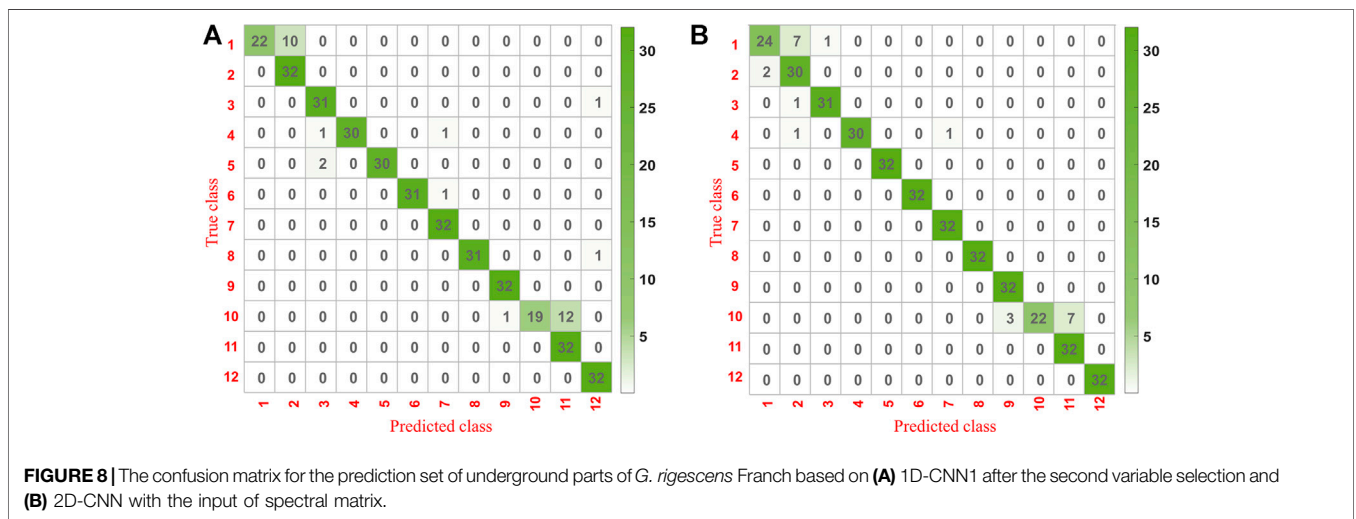 A
1 22 10 0 0 0 0 0 0 0 0 0 0
2 0 32 0 0 0 0 0 0 0 0 0 0
3 0 0 31 0 0 0 0 0 0 0 0 1
4 0 0 1 30 0 0 1 0 0 0 0 0
5 0 0 2 0 30 0 0 0 0 0 0 0
6 0 0 0 0 0 31 1 0 0 0 0 0
7 0 0 0 0 0 0 32 0 0 0 0 0
8 0 0 0 0 0 0 0 31 0 0 0 1
9 0 0 0 0 0 0 0 0 32 0 0 0
10 0 0 0 0 0 0 0 0 1 19 12 0
11 0 0 0 0 0 0 0 0 0 0 32 0
12 0 0 0 0 0 0 0 0 0 0 0 32
1 2 3 4 5 6 7 8 9 10 11 12
True class
Predicted class
30
25
20
15
10
5
B
1 24 7 1 0 0 0 0 0 0 0 0 0
2 2 30 0 0 0 0 0 0 0 0 0 0
3 0 1 31 0 0 0 0 0 0 0 0 0
4 0 1 0 30 0 0 1 0 0 0 0 0
5 0 0 0 0 32 0 0 0 0 0 0 0
6 0 0 0 0 0 32 0 0 0 0 0 0
7 0 0 0 0 0 0 32 0 0 0 0 0
8 0 0 0 0 0 0 0 32 0 0 0 0
9 0 0 0 0 0 0 0 0 32 0 0 0
10 0 0 0 0 0 0 0 0 3 22 7 0
11 0 0 0 0 0 0 0 0 0 0 32 0
12 0 0 0 0 0 0 0 0 0 0 0 32
1 2 3 4 5 6 7 8 9 10 11 12
True class
Predicted class
30
25
20
15
10
5
FIGURE 8 | The confusion matrix for the prediction set of underground parts of G. rigescens Franch based on (A) 1D-CNN1 after the second variable selection and
(B) 2D-CNN with the input of spectral matrix.